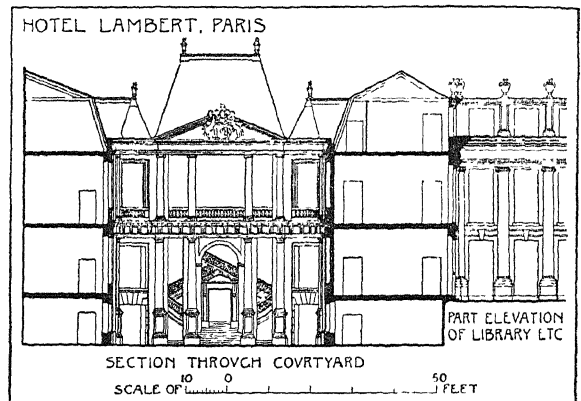 HOTEL LAMBERT, PARIS
PART ELEVATION
OF LIBRARY ETC
SECTION THROVGH COVRTYARD
SCALE OF 10 0 50 FEET